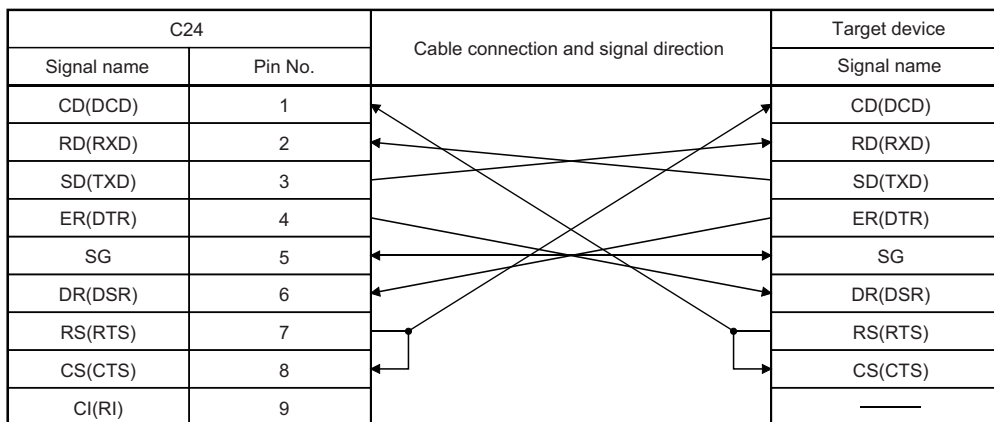 C24 Cable connection and signal direction Target device
Signal name Pin No. Signal name
CD(DCD) 1 CD(DCD)
RD(RXD) 2 RD(RXD)
SD(TXD) 3 SD(TXD)
ER(DTR) 4 ER(DTR)
SG 5 SG
DR(DSR) 6 DR(DSR)
RS(RTS) 7 RS(RTS)
CS(CTS) 8 CS(CTS)
CI(RI) 9